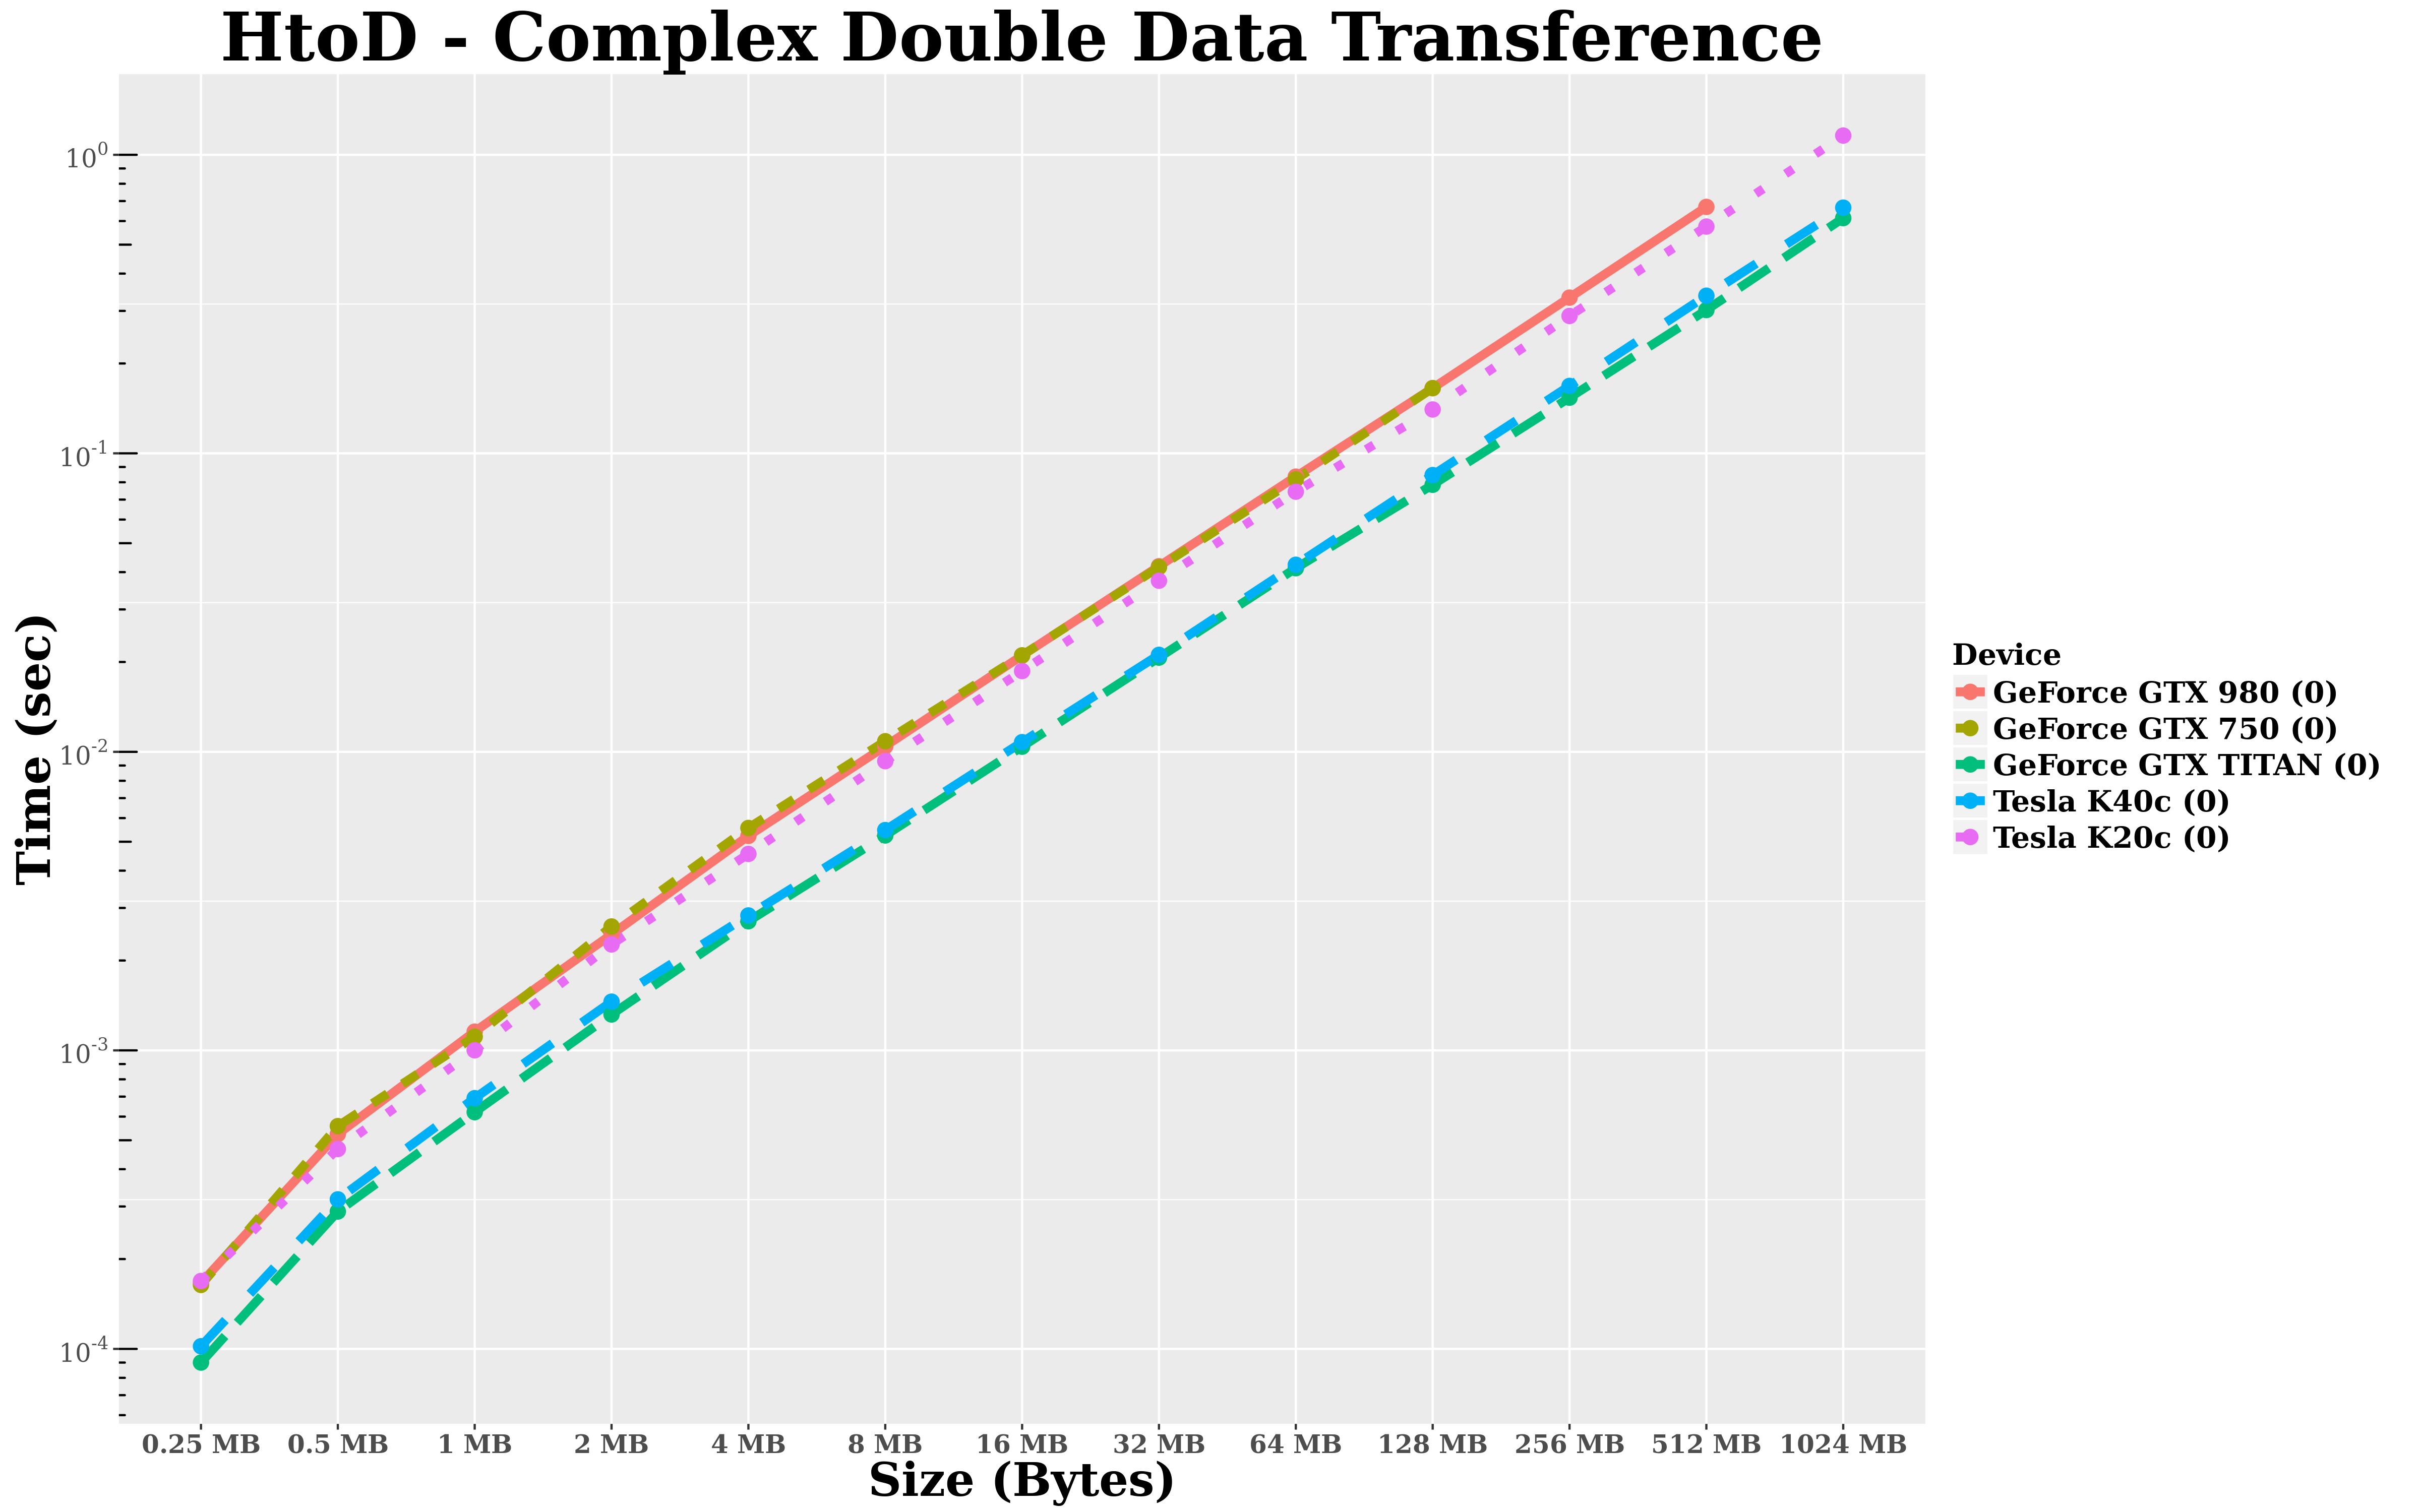 HtoD - Complex Double Data Transference
Time (sec)
10^0
10^-1
10^-2
10^-3
10^-4
0.25 MB 0.5 MB 1 MB 2 MB 4 MB 8 MB 16 MB 32 MB 64 MB 128 MB 256 MB 512 MB 1024 MB
Size (Bytes)
Device
GeForce GTX 980 (0)
GeForce GTX 750 (0)
GeForce GTX TITAN (0)
Tesla K40c (0)
Tesla K20c (0)